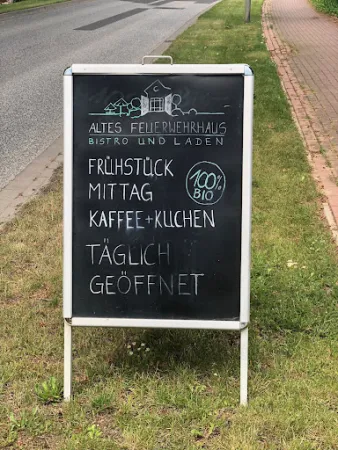 ALTES FEUERWEHRHAUS
BISTRO UND LADEN
FRÜHSTÜCK
MITTAG
100%
BIO
KAFFEE+KUCHEN
TÄGLICH
GEÖFFNET